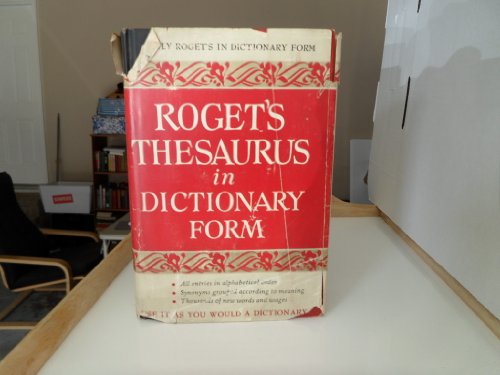 LY ROGET'S IN DICTIONARY FORM
ROGET'S
THESAURUS
in
DICTIONARY
FORM
• All entries in alphabetical order
• Synonyms grouped according to meaning
• Thousands of new words and usages
USE IT AS YOU WOULD A DICTIONARY
STAPLES